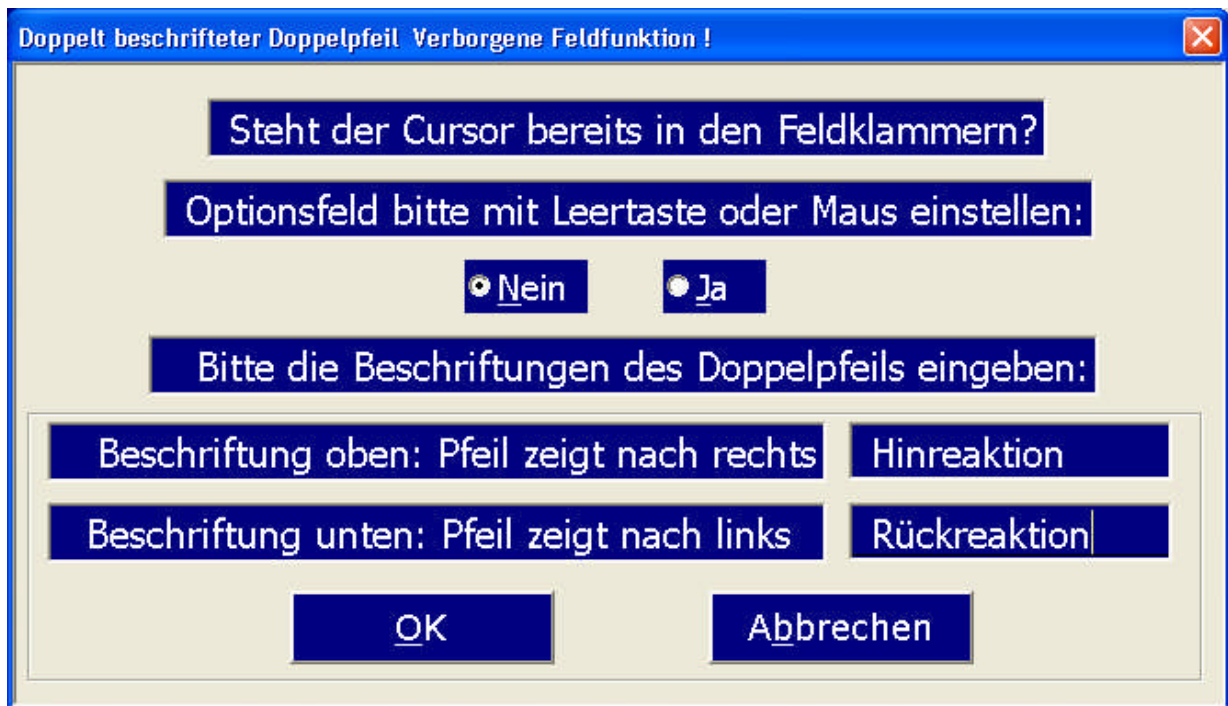 Doppelt beschrifteter Doppelpfeil Verborgene Feldfunktion !
Steht der Cursor bereits in den Feldklammern?
Optionsfeld bitte mit Leertaste oder Maus einstellen:
Nein Ja
Bitte die Beschriftungen des Doppelpfeils eingeben:
Beschriftung oben: Pfeil zeigt nach rechts Hinreaktion
Beschriftung unten: Pfeil zeigt nach links Rückreaktion
OK Abbrechen